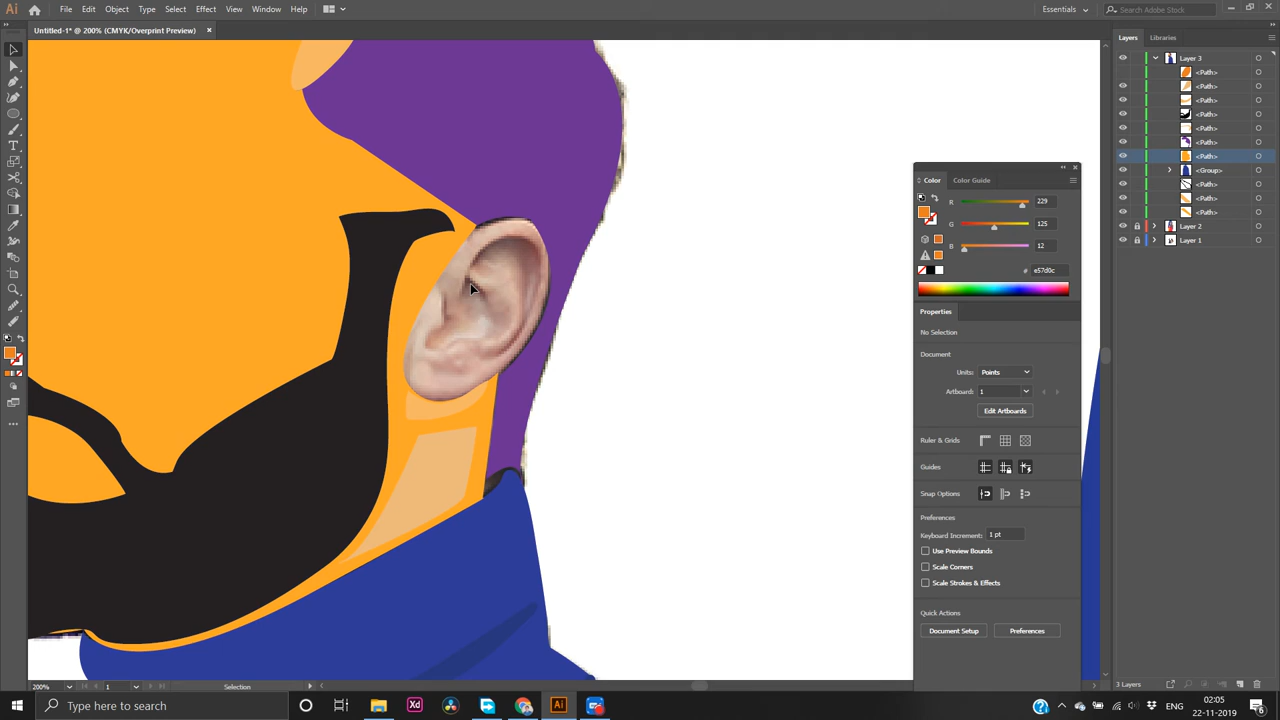 Ai File Edit Object Type Select Effect View Window Help Essentials Search Adobe Stock
Untitled-1* @ 200% (CMYK/Overprint Preview) ×
Layers Libraries
Layer 3
<Path>
<Path>
<Path>
<Path>
<Path>
<Path>
<Path>
<Group>
<Path>
<Path>
<Path>
Layer 2
Layer 1
Color Color Guide
R 229
G 125
B 12
# e57d0c
Properties
No Selection
Document
Units: Points
Artboard: 1
Edit Artboards
Ruler & Grids
Guides
Snap Options
Preferences
Keyboard Increment: 1 pt
Use Preview Bounds
Scale Corners
Scale Strokes & Effects
Quick Actions
Document Setup Preferences
200% 1 Selection
3 Layers
Type here to search Xd Ai ENG 02:05
22-11-2019 6